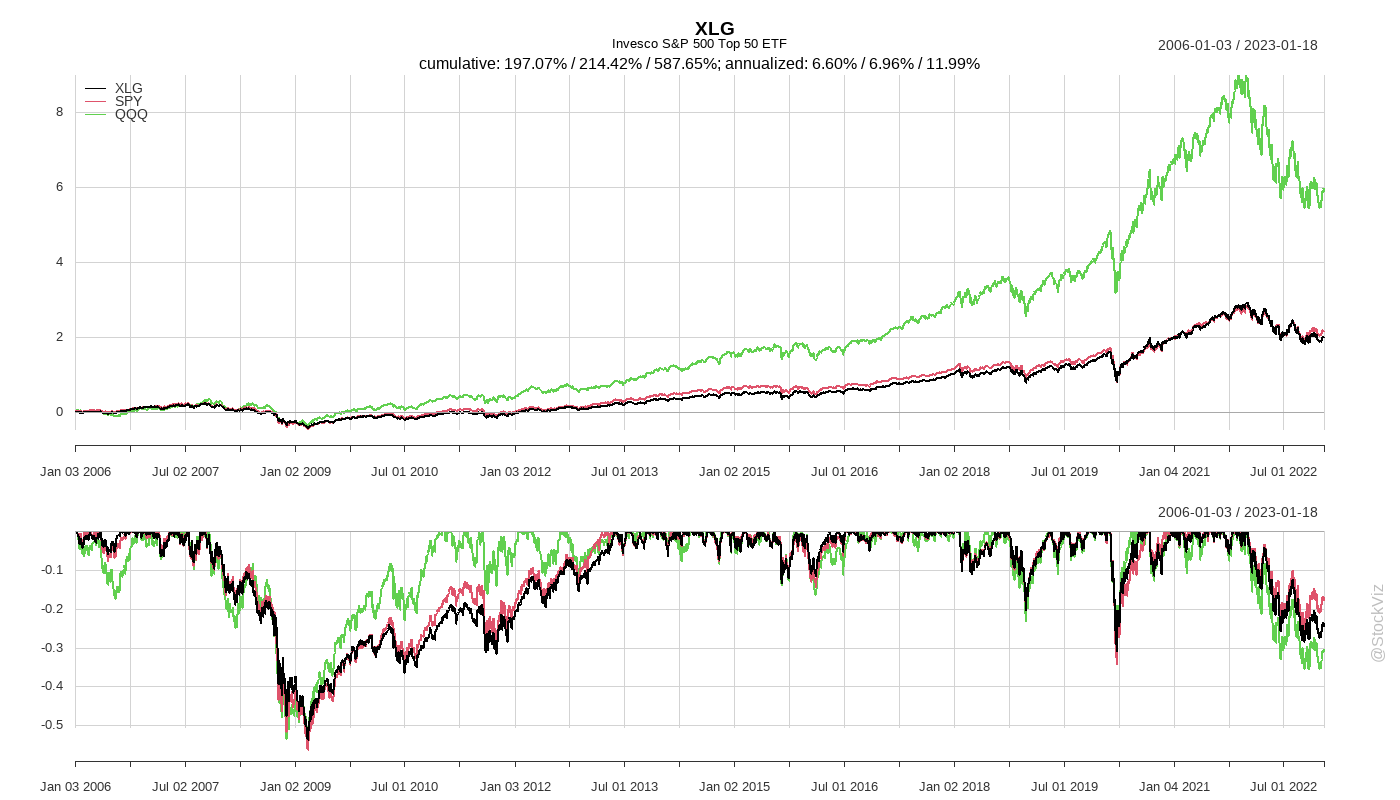 XLG
Invesco S&P 500 Top 50 ETF
2006-01-03 / 2023-01-18
cumulative: 197.07% / 214.42% / 587.65%; annualized: 6.60% / 6.96% / 11.99%
XLG
SPY
QQQ
8
6
4
2
0
Jan 03 2006 Jul 02 2007 Jan 02 2009 Jul 01 2010 Jan 03 2012 Jul 01 2013 Jan 02 2015 Jul 01 2016 Jan 02 2018 Jul 01 2019 Jan 04 2021 Jul 01 2022
2006-01-03 / 2023-01-18
-0.1
-0.2
-0.3
-0.4
-0.5
Jan 03 2006 Jul 02 2007 Jan 02 2009 Jul 01 2010 Jan 03 2012 Jul 01 2013 Jan 02 2015 Jul 01 2016 Jan 02 2018 Jul 01 2019 Jan 04 2021 Jul 01 2022
@StockViz